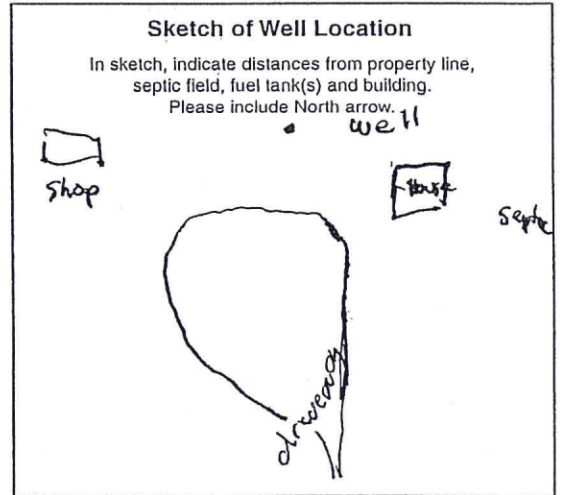 Sketch of Well Location
In sketch, indicate distances from property line,
septic field, fuel tank(s) and building.
Please include North arrow.
well
shop
House
Septic
driveway